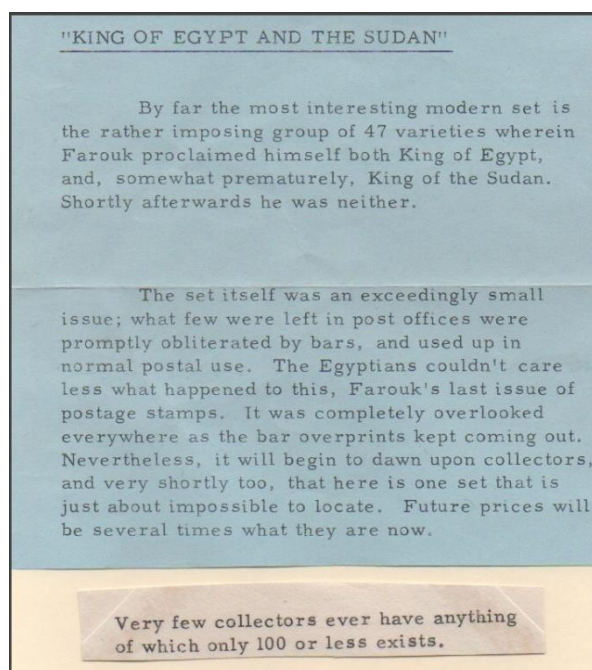 "KING OF EGYPT AND THE SUDAN"
By far the most interesting modern set is
the rather imposing group of 47 varieties wherein
Farouk proclaimed himself both King of Egypt,
and, somewhat prematurely, King of the Sudan.
Shortly afterwards he was neither.
The set itself was an exceedingly small
issue; what few were left in post offices were
promptly obliterated by bars, and used up in
normal postal use. The Egyptians couldn't care
less what happened to this, Farouk's last issue of
postage stamps. It was completely overlooked
everywhere as the bar overprints kept coming out.
Nevertheless, it will begin to dawn upon collectors,
and very shortly too, that here is one set that is
just about impossible to locate. Future prices will
be several times what they are now.
Very few collectors ever have anything
of which only 100 or less exists.